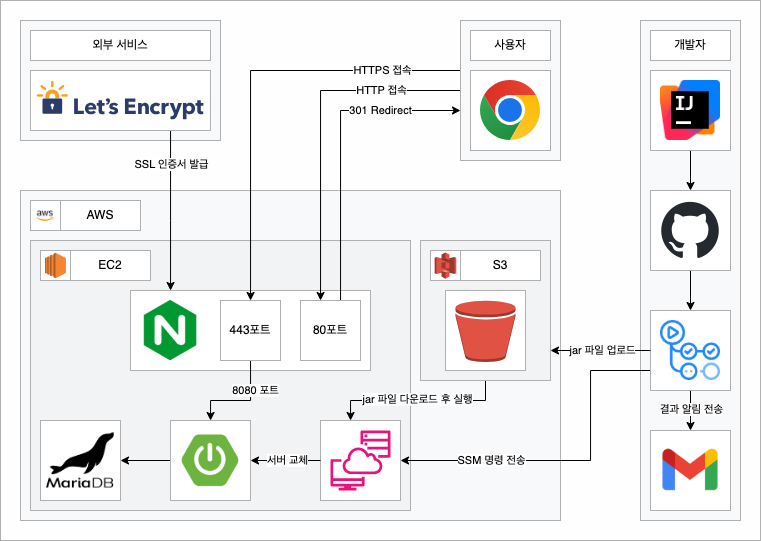 외부 서비스
사용자
개발자
Let's Encrypt
IJ
HTTPS 접속
HTTP 접속
301 Redirect
SSL 인증서 발급
aws
AWS
EC2
S3
N
443포트
80포트
jar 파일 업로드
8080 포트
jar 파일 다운로드 후 실행
결과 알림 전송
MariaDB
서버 교체
SSM 명령 전송